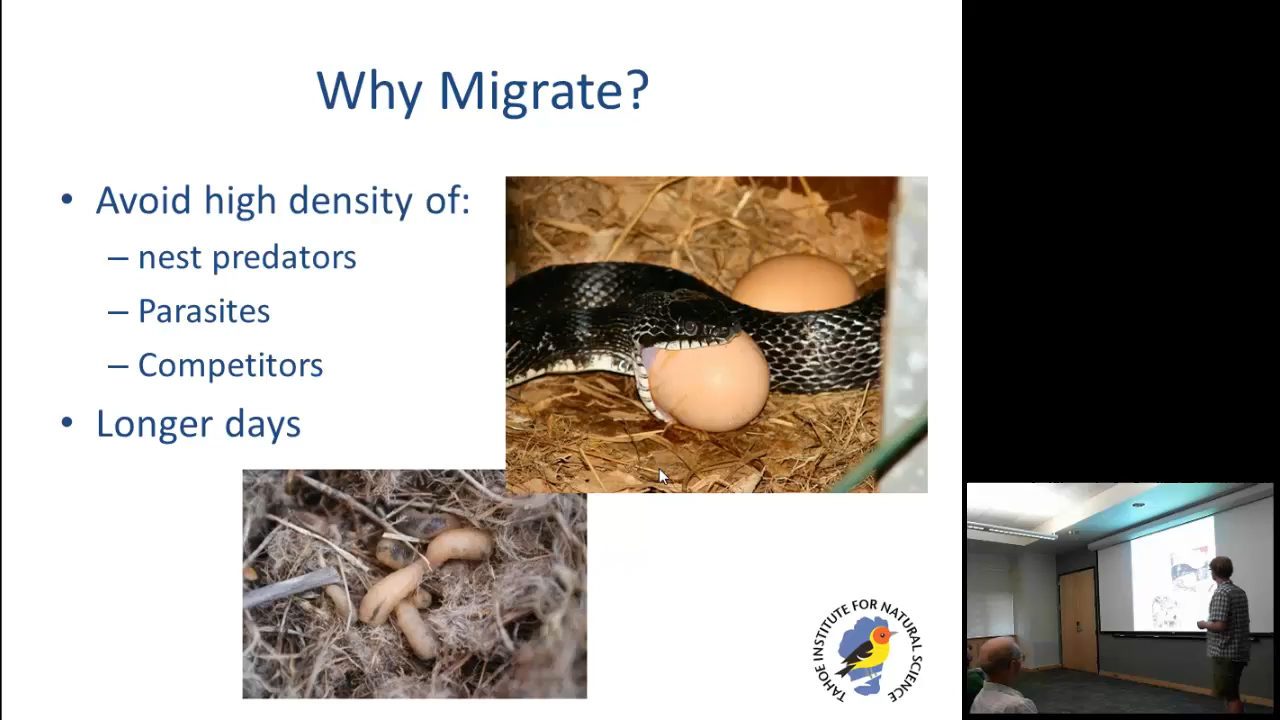 Why Migrate?
• Avoid high density of:
– nest predators
– Parasites
– Competitors
• Longer days
TAHOE INSTITUTE FOR NATURAL SCIENCE